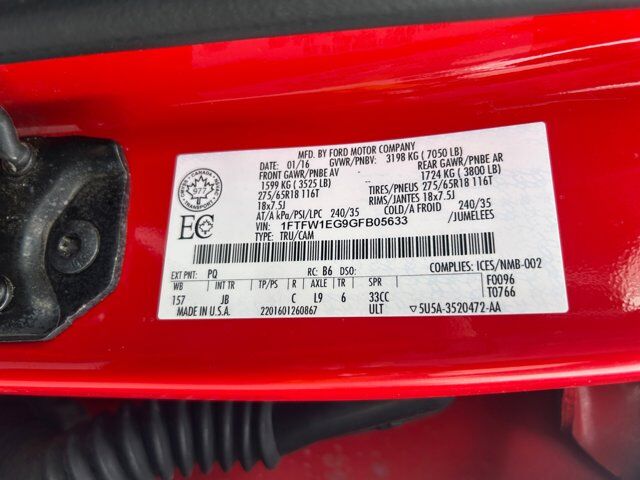 MFD. BY FORD MOTOR COMPANY
DATE: 01/16 GVWR/PNBV: 3198 KG ( 7050 LB)
FRONT GAWR/PNBE AV REAR GAWR/PNBE AR
1599 KG ( 3525 LB) 1724 KG ( 3800 LB)
275/65R18 116T TIRES/PNEUS 275/65R18 116T
18x7.5J RIMS/JANTES 18x7.5J
AT/A kPa/PSI/LPC 240/35 COLD/A FROID 240/35
VIN: 1FTFW1EG9GFB05633 /JUMELEES
TYPE: TRU/CAM
CANADA
977
TRANSPORT
EC
EXT PNT: PQ RC: B6 DSO: COMPLIES: ICES/NMB-002
WB INT TR TP/PS R AXLE TR SPR F0096
157 JB C L9 6 33CC T0766
MADE IN U.S.A. 2201601260867 ULT ▽5U5A-3520472-AA